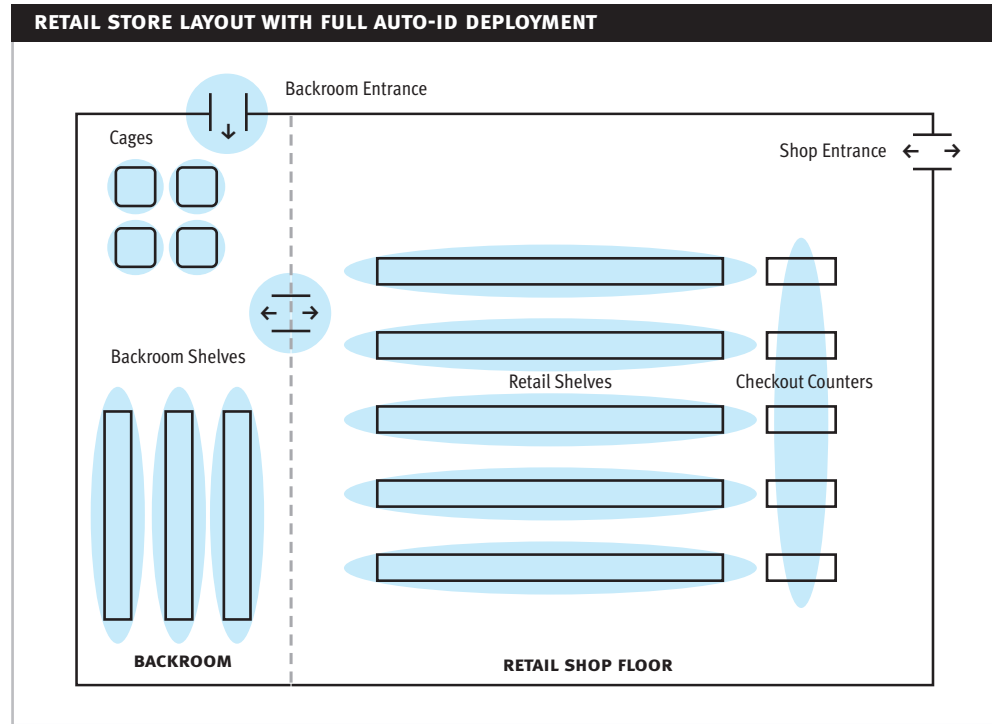 RETAIL STORE LAYOUT WITH FULL AUTO-ID DEPLOYMENT
Backroom Entrance
Cages
Shop Entrance
Backroom Shelves
Retail Shelves
Checkout Counters
BACKROOM
RETAIL SHOP FLOOR